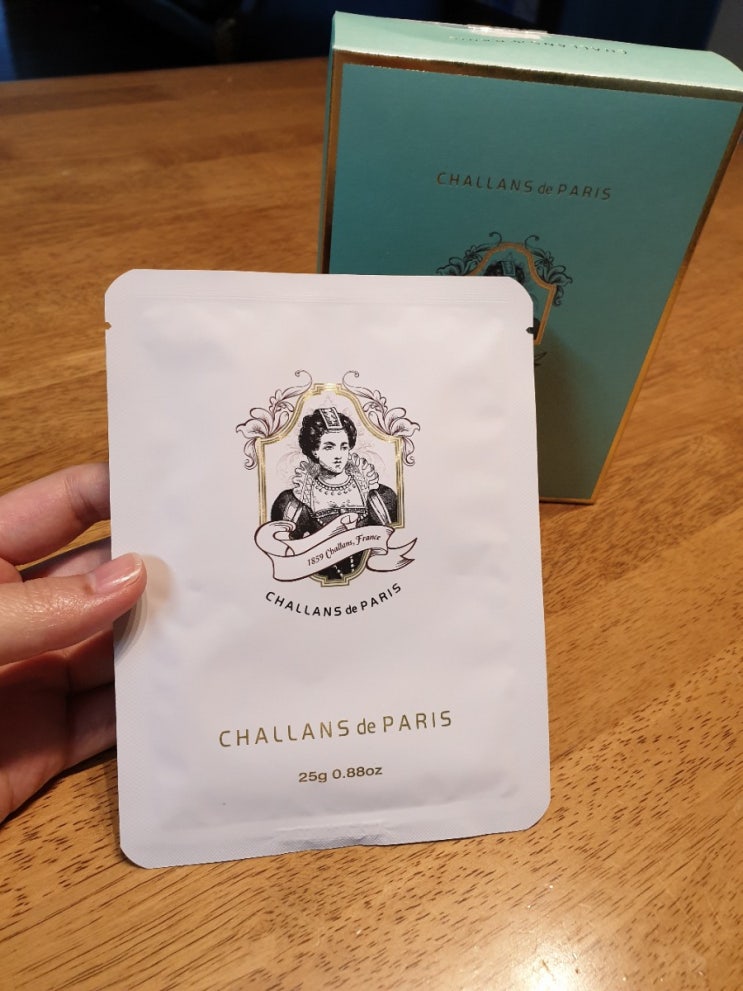 CHALLANS de PARIS
1859 Challans, France
CHALLANS de PARIS
CHALLANS de PARIS
25g 0.88oz